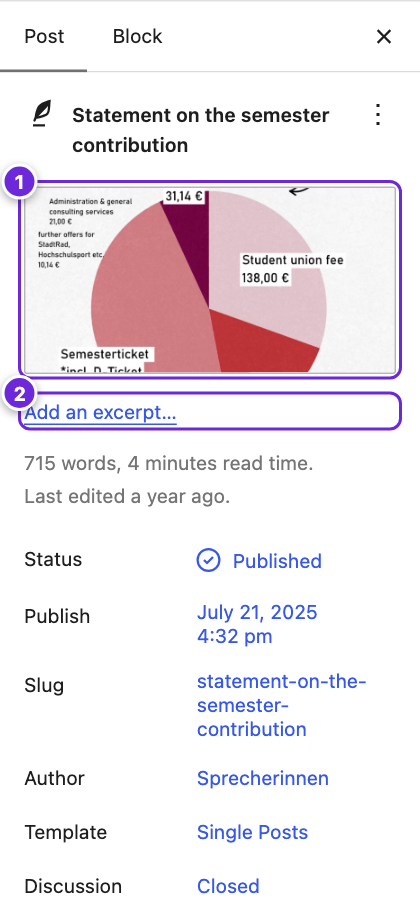 Post
Block
Statement on the semester
contribution
1
31,14 €
Administration & general
consulting services
21,00 €
further offers for
StadtRad,
Hochschulsport etc.
10,14 €
Student union fee
138,00 €
Semesterticket
*incl. D-Ticket
2
Add an excerpt...
715 words, 4 minutes read time.
Last edited a year ago.
Status
Published
Publish
July 21, 2025
4:32 pm
Slug
statement-on-the-
semester-
contribution
Author
Sprecherinnen
Template
Single Posts
Discussion
Closed